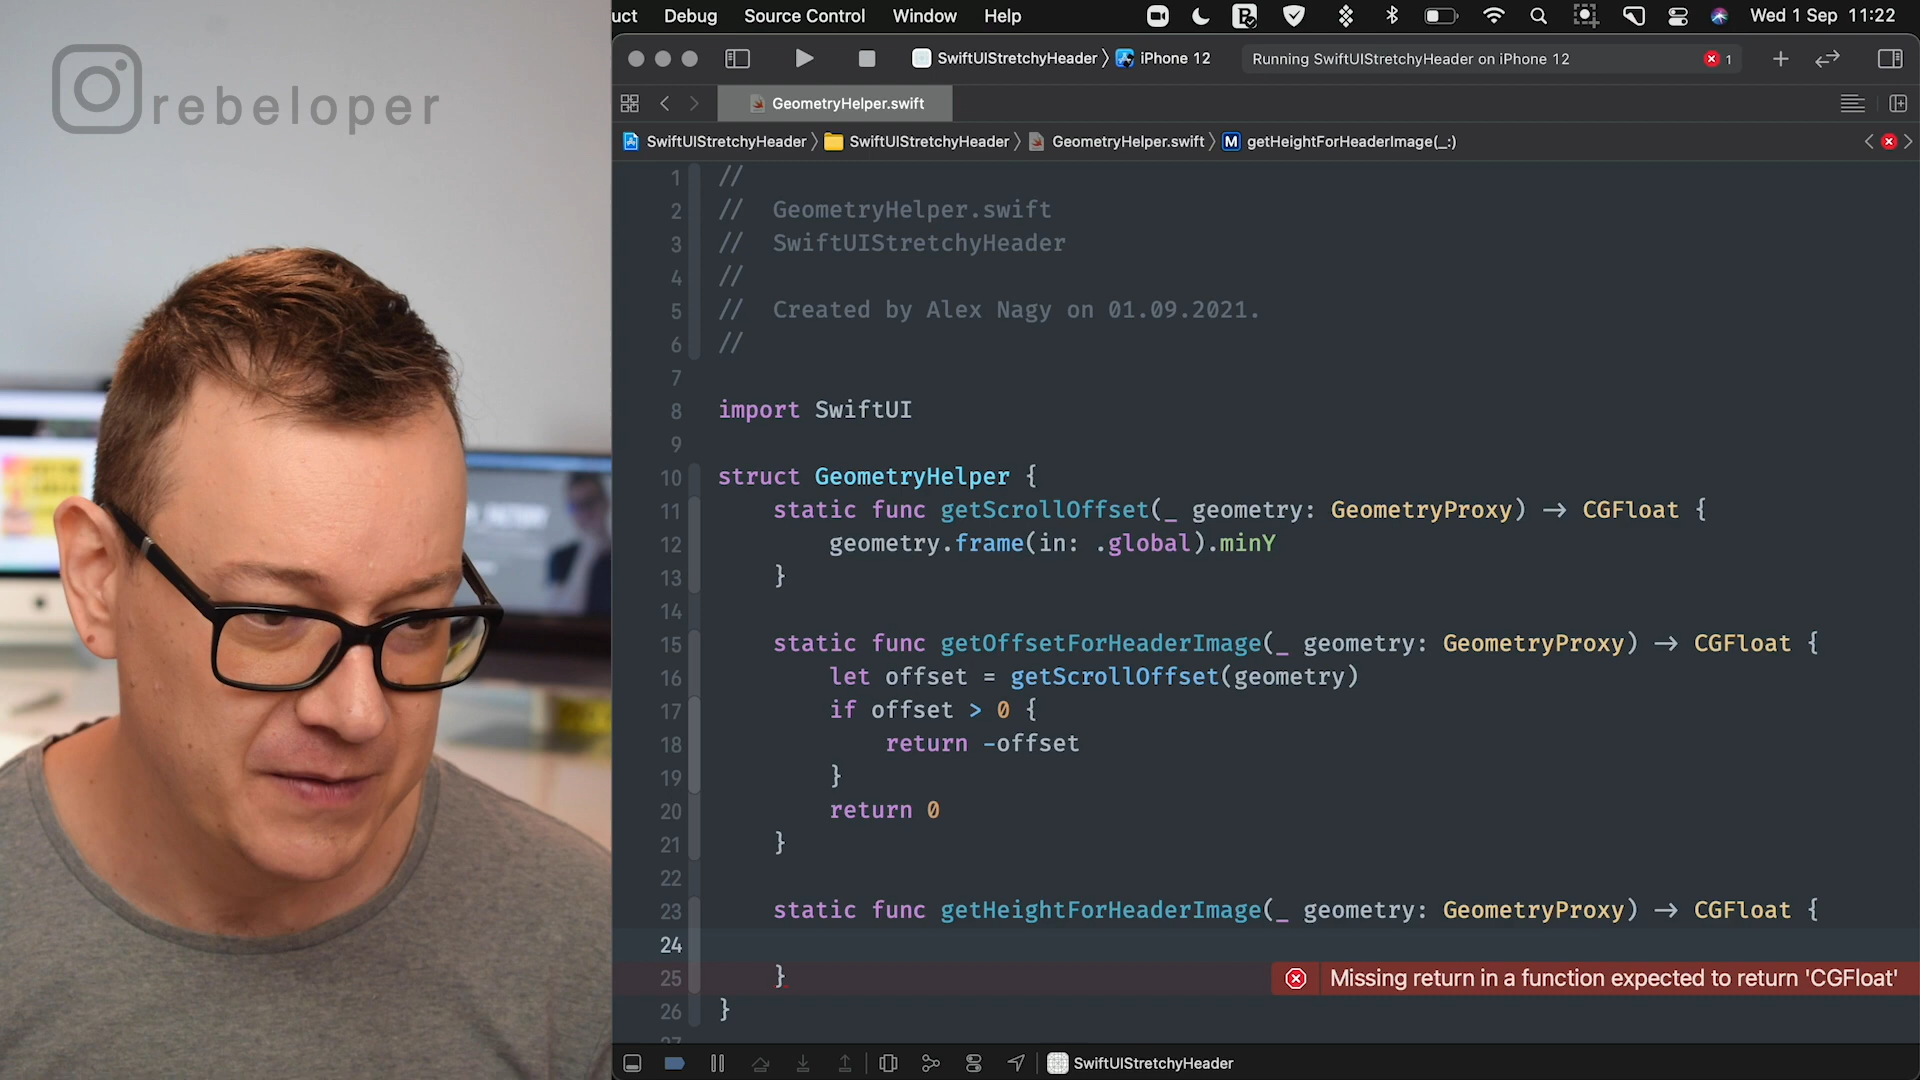 rebeloper
uct Debug Source Control Window Help Wed 1 Sep 11:22
SwiftUIStretchyHeader 〉 iPhone 12 Running SwiftUIStretchyHeader on iPhone 12 1
GeometryHelper.swift
SwiftUIStretchyHeader 〉 SwiftUIStretchyHeader 〉 GeometryHelper.swift 〉 M getHeightForHeaderImage(_:)
1 //
2 // GeometryHelper.swift
3 // SwiftUIStretchyHeader
4 //
5 // Created by Alex Nagy on 01.09.2021.
6 //
7
8 import SwiftUI
9
10 struct GeometryHelper {
11 static func getScrollOffset(_ geometry: GeometryProxy) → CGFloat {
12 geometry.frame(in: .global).minY
13 }
14
15 static func getOffsetForHeaderImage(_ geometry: GeometryProxy) → CGFloat {
16 let offset = getScrollOffset(geometry)
17 if offset > 0 {
18 return -offset
19 }
20 return 0
21 }
22
23 static func getHeightForHeaderImage(_ geometry: GeometryProxy) → CGFloat {
24
25 } Missing return in a function expected to return 'CGFloat'
26 }
SwiftUIStretchyHeader